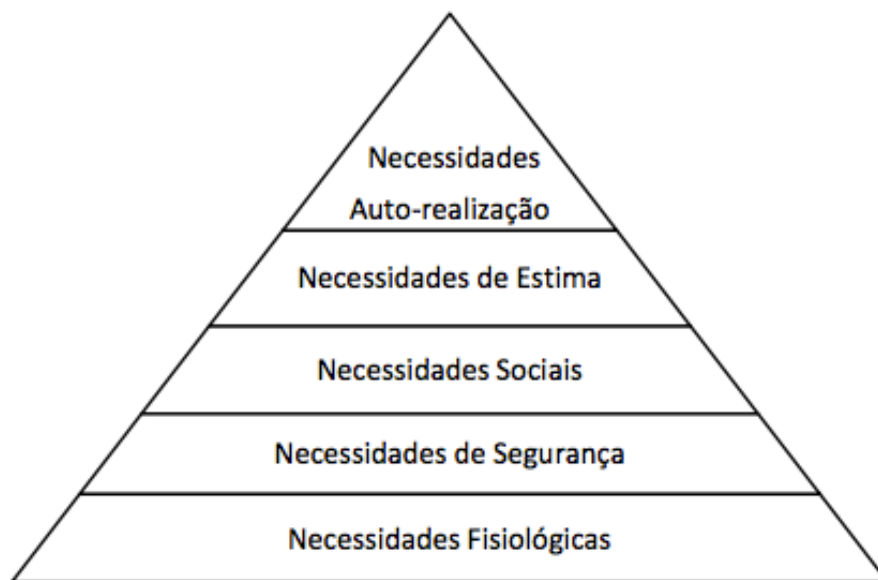 Necessidades
Auto-realização
Necessidades de Estima
Necessidades Sociais
Necessidades de Segurança
Necessidades Fisiológicas